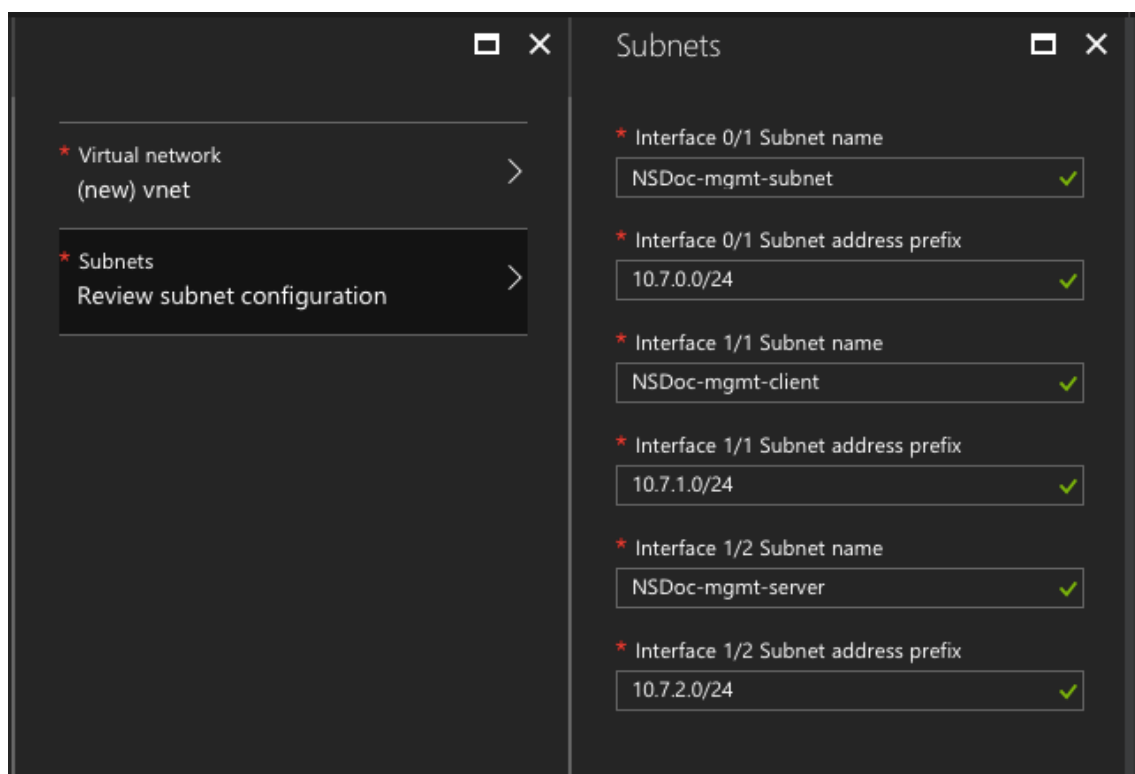 * Virtual network
(new) vnet
* Subnets
Review subnet configuration
Subnets
* Interface 0/1 Subnet name
NSDoc-mgmt-subnet
* Interface 0/1 Subnet address prefix
10.7.0.0/24
* Interface 1/1 Subnet name
NSDoc-mgmt-client
* Interface 1/1 Subnet address prefix
10.7.1.0/24
* Interface 1/2 Subnet name
NSDoc-mgmt-server
* Interface 1/2 Subnet address prefix
10.7.2.0/24